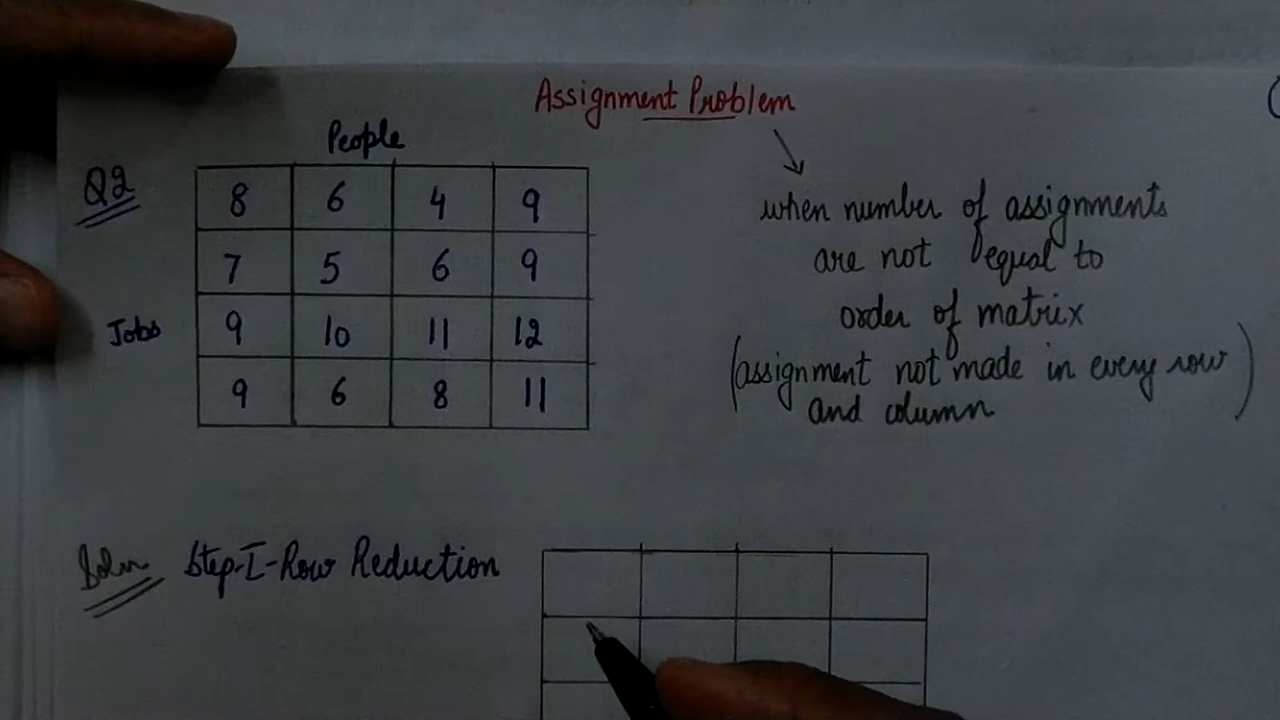 Assignment Problem
People
Q2
8 6 4 9
7 5 6 9
Jobs 9 10 11 12
9 6 8 11
when number of assignments
are not equal to
order of matrix
(assignment not made in every row
and column)
Soln Step-I-Row Reduction